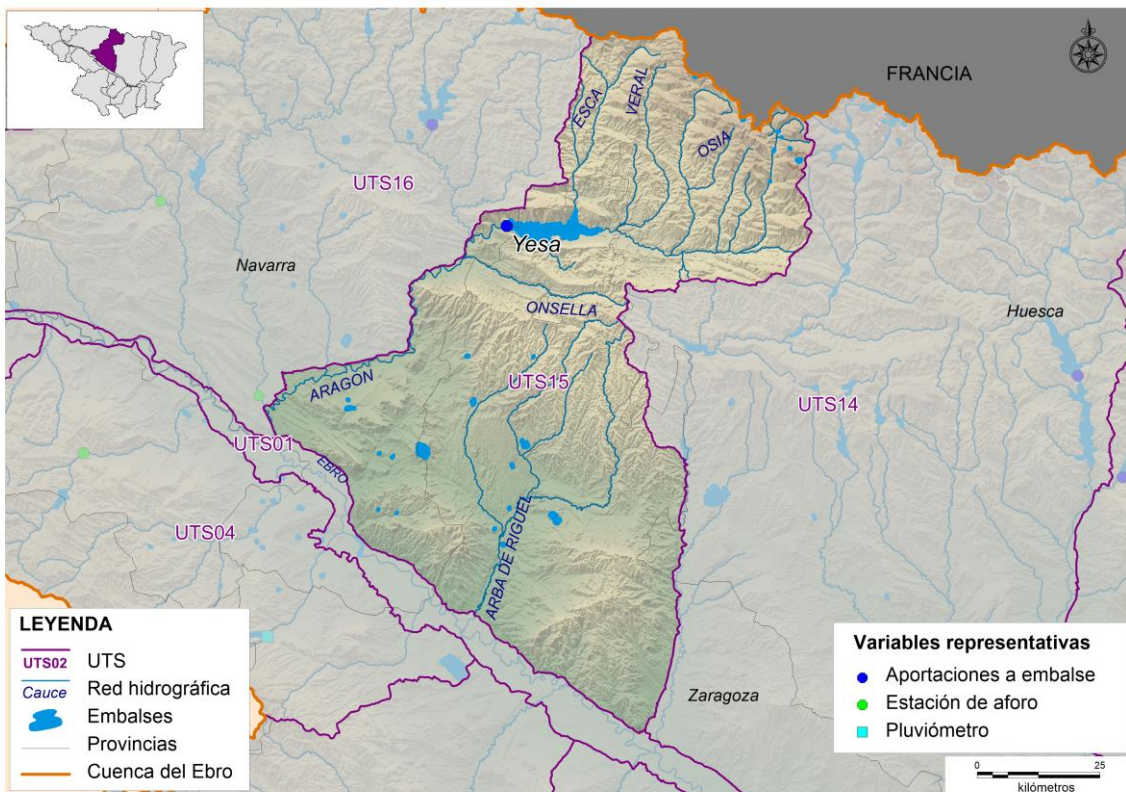 FRANCIA
ESCA
VERAL
OSIA
UTS16
Yesa
Navarra
ONSELLA
Huesca
ARAGON
UTS15
UTS14
UTS01
EBRO
UTS04
ARBA DE RIGUEL
Zaragoza
LEYENDA
UTS02 UTS
Cauce Red hidrográfica
Embalses
Provincias
Cuenca del Ebro
Variables representativas
Aportaciones a embalse
Estación de aforo
Pluviómetro
0 25
kilómetros